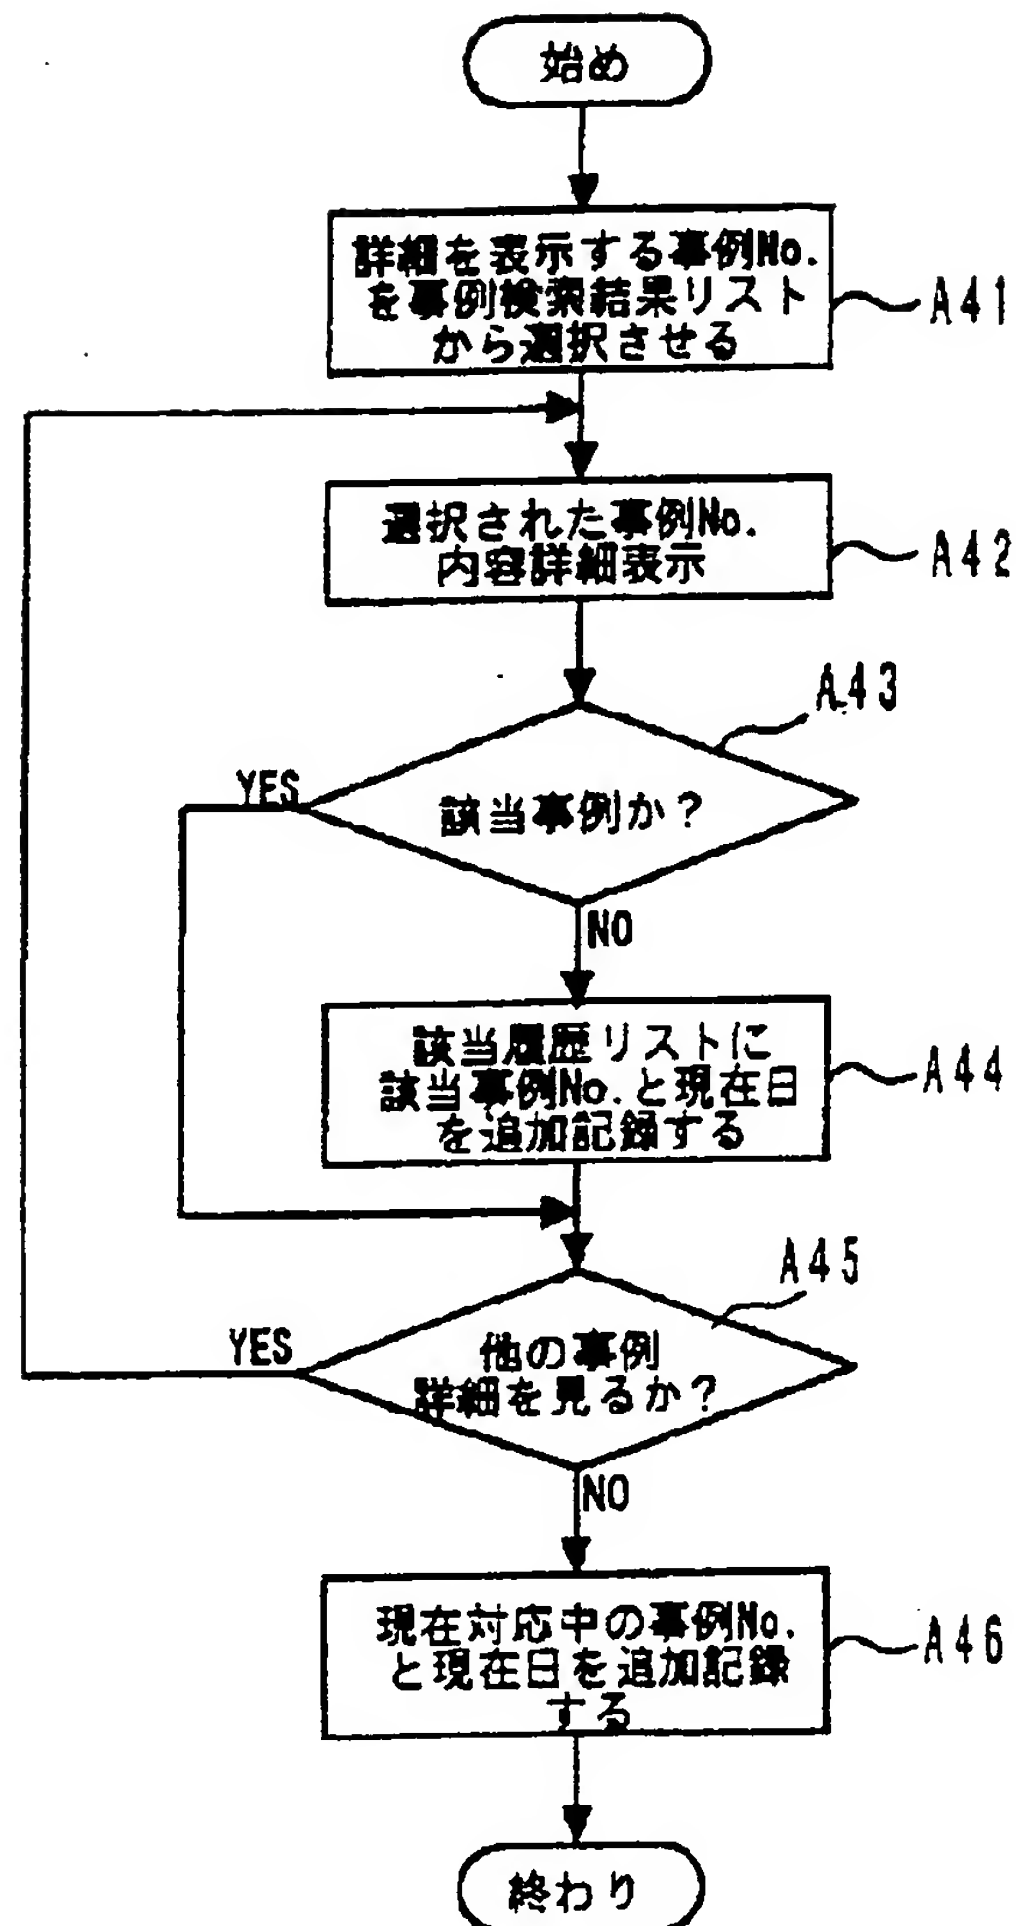 始め
詳細を表示する事例No.
を事例検索結果リスト
から選択させる
A41
選択された事例No.
内容詳細表示
A42
A43
YES
該当事例か?
NO
該当履歴リストに
該当事例No.と現在日
を追加記録する
A44
A45
YES
他の事例
詳細を見るか?
NO
現在対応中の事例No.
と現在日を追加記録
する
A46
終わり